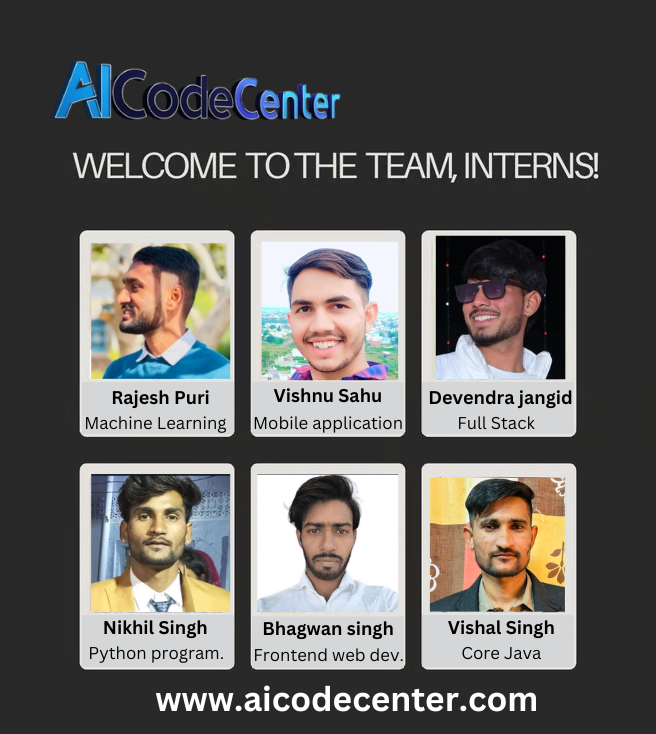 AICodeCenter
WELCOME TO THE TEAM, INTERNS!
Rajesh Puri
Machine Learning
Vishnu Sahu
Mobile application
Devendra jangid
Full Stack
Nikhil Singh
Python program.
Bhagwan singh
Frontend web dev.
Vishal Singh
Core Java
www.aicodecenter.com